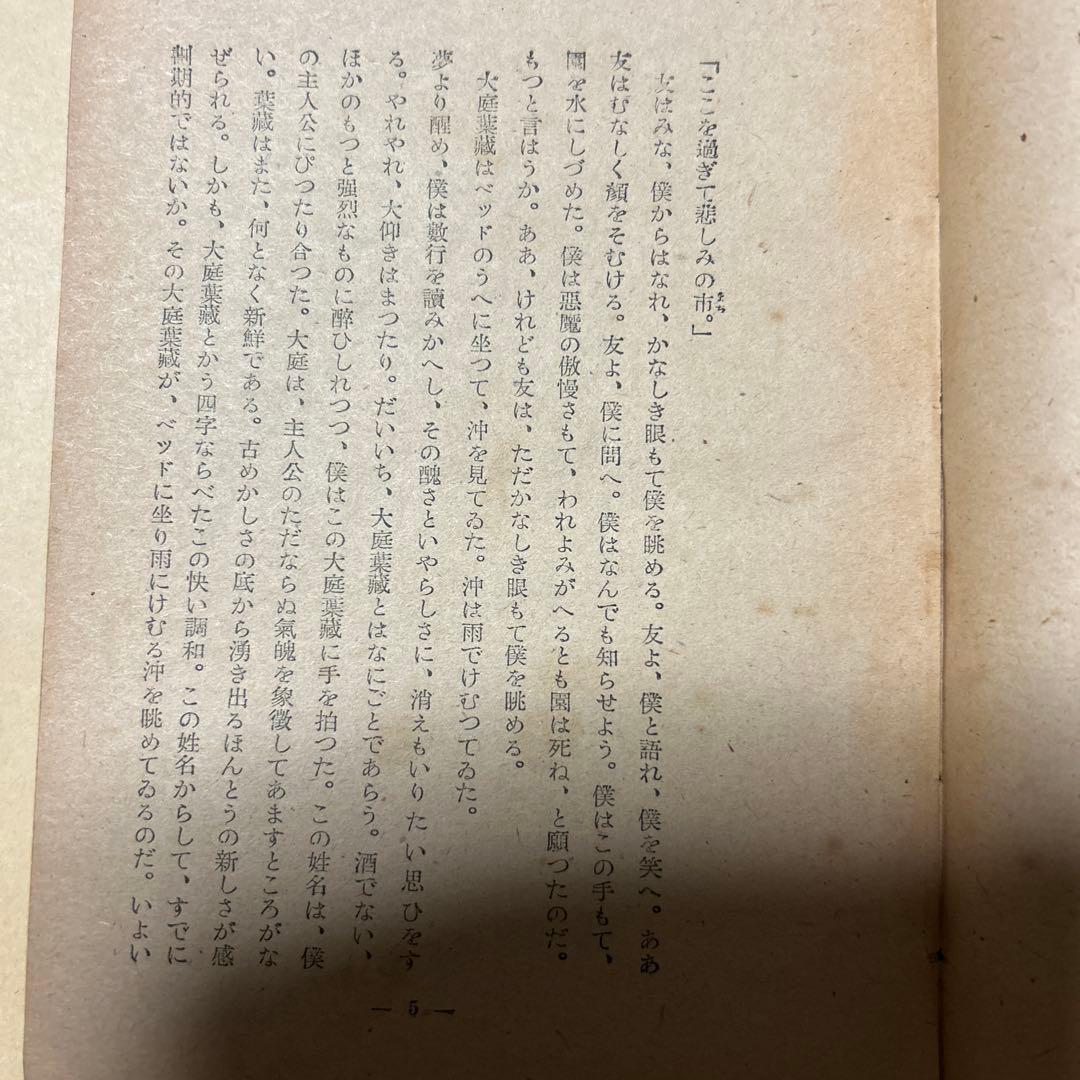 「ここを過ぎて悲しみの市。」
まち
友はみな、僕からはなれ、かなしき眼もて僕を眺める。友よ、僕と語れ、僕を笑へ。ああ
友はむなしく顏をそむける。友よ、僕に問へ。僕はなんでも知らせよう。僕はこの手もて、
園を水にしづめた。僕は惡魔の傲慢さもて、われよみがへるとも園は死ね、と願つたのだ。
もつと言はうか。ああ、けれども友は、ただかなしき眼もて僕を眺める。
大庭葉藏はベッドのうへに坐つて、沖を見てゐた。沖は雨でけむつてゐた。
夢より醒め、僕は數行を讀みかへし、その醜さといやらしさに、消えもいりたい思ひをす
る。やれやれ、大仰きはまつたり。だいいち、大庭葉藏とはなにごとであらう。酒でない、
ほかのもつと强烈なものに醉ひしれつつ、僕はこの大庭葉藏に手を拍つた。この姓名は、僕
の主人公にぴつたり合つた。大庭は、主人公のただならぬ氣魄を象徵してあますところがな
い。葉藏はまた、何となく新鮮である。古めかしさの底から湧き出るほんとうの新しさが感
ぜられる。しかも、大庭葉藏とかう四字ならべたこの快い調和。この姓名からして、すでに
劃期的ではないか。その大庭葉藏が、ベッドに坐り雨にけむる沖を眺めてゐるのだ。いよい
— 5 —